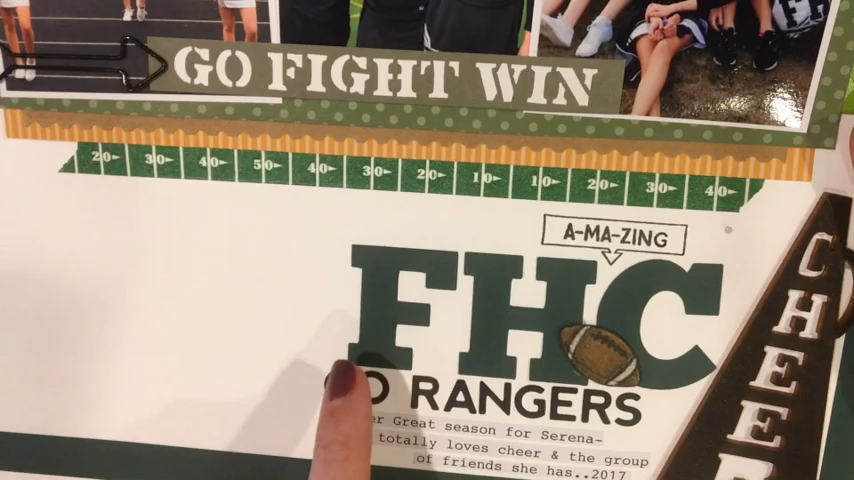 GO FIGHT WIN
20 30 40 50 40 30 20 10 10 20 30 40
A-MA-ZING
FHC
RANGERS
Great season for Serena-
totally loves cheer & the group
of friends she has..2017
CHEE